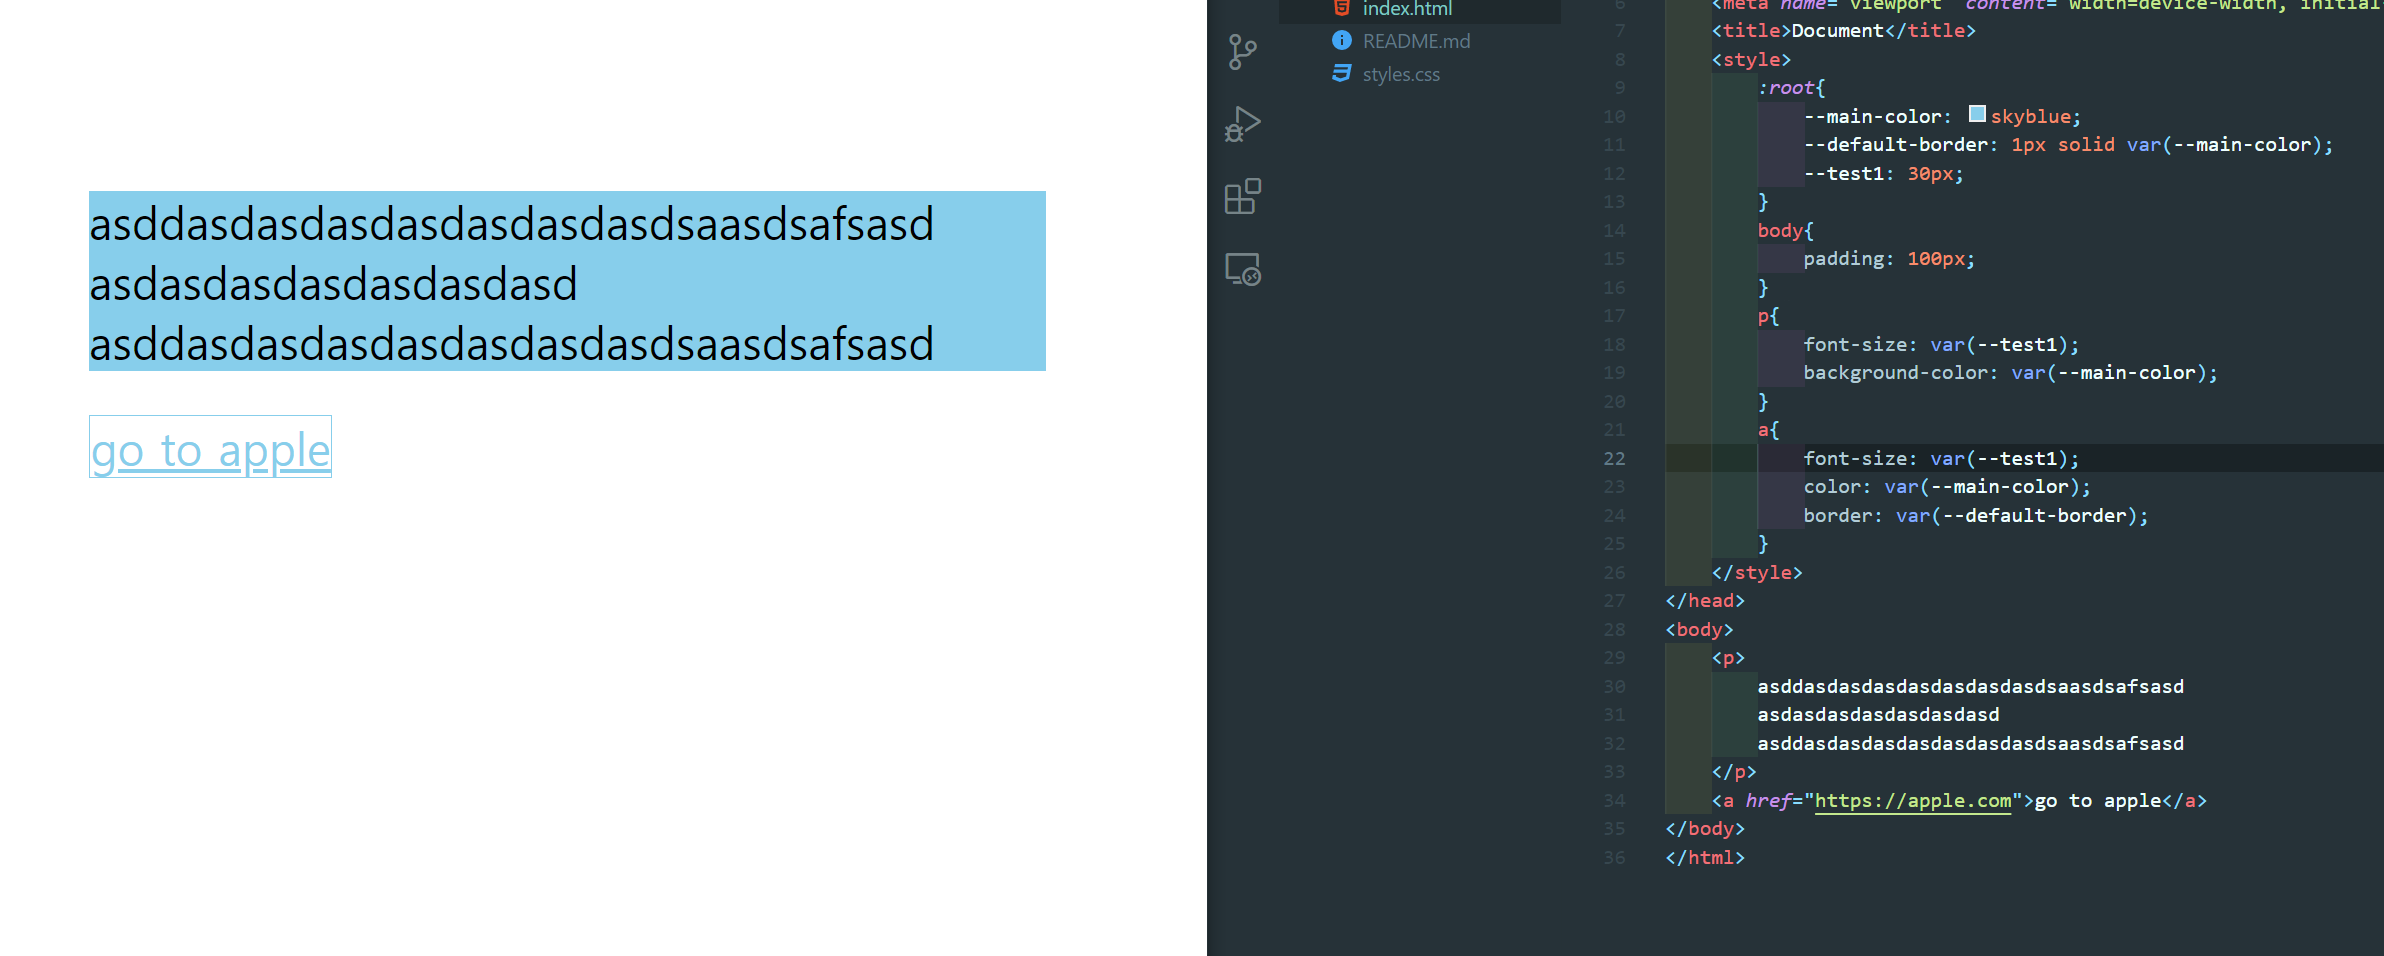 asddasdasdasdasdasdasdasdsaasdsafsasd
asdasdasdasdasdasdasd
asddasdasdasdasdasdasdasdsaasdsafsasd
go to apple
index.html
README.md
styles.css
6 <meta name="viewport" content="width=device-width, initial
7 <title>Document</title>
8 <style>
9 :root{
10 --main-color: skyblue;
11 --default-border: 1px solid var(--main-color);
12 --test1: 30px;
13 }
14 body{
15 padding: 100px;
16 }
17 p{
18 font-size: var(--test1);
19 background-color: var(--main-color);
20 }
21 a{
22 font-size: var(--test1);
23 color: var(--main-color);
24 border: var(--default-border);
25 }
26 </style>
27 </head>
28 <body>
29 <p>
30 asddasdasdasdasdasdasdasdsaasdsafsasd
31 asdasdasdasdasdasdasd
32 asddasdasdasdasdasdasdasdsaasdsafsasd
33 </p>
34 <a href="https://apple.com">go to apple</a>
35 </body>
36 </html>